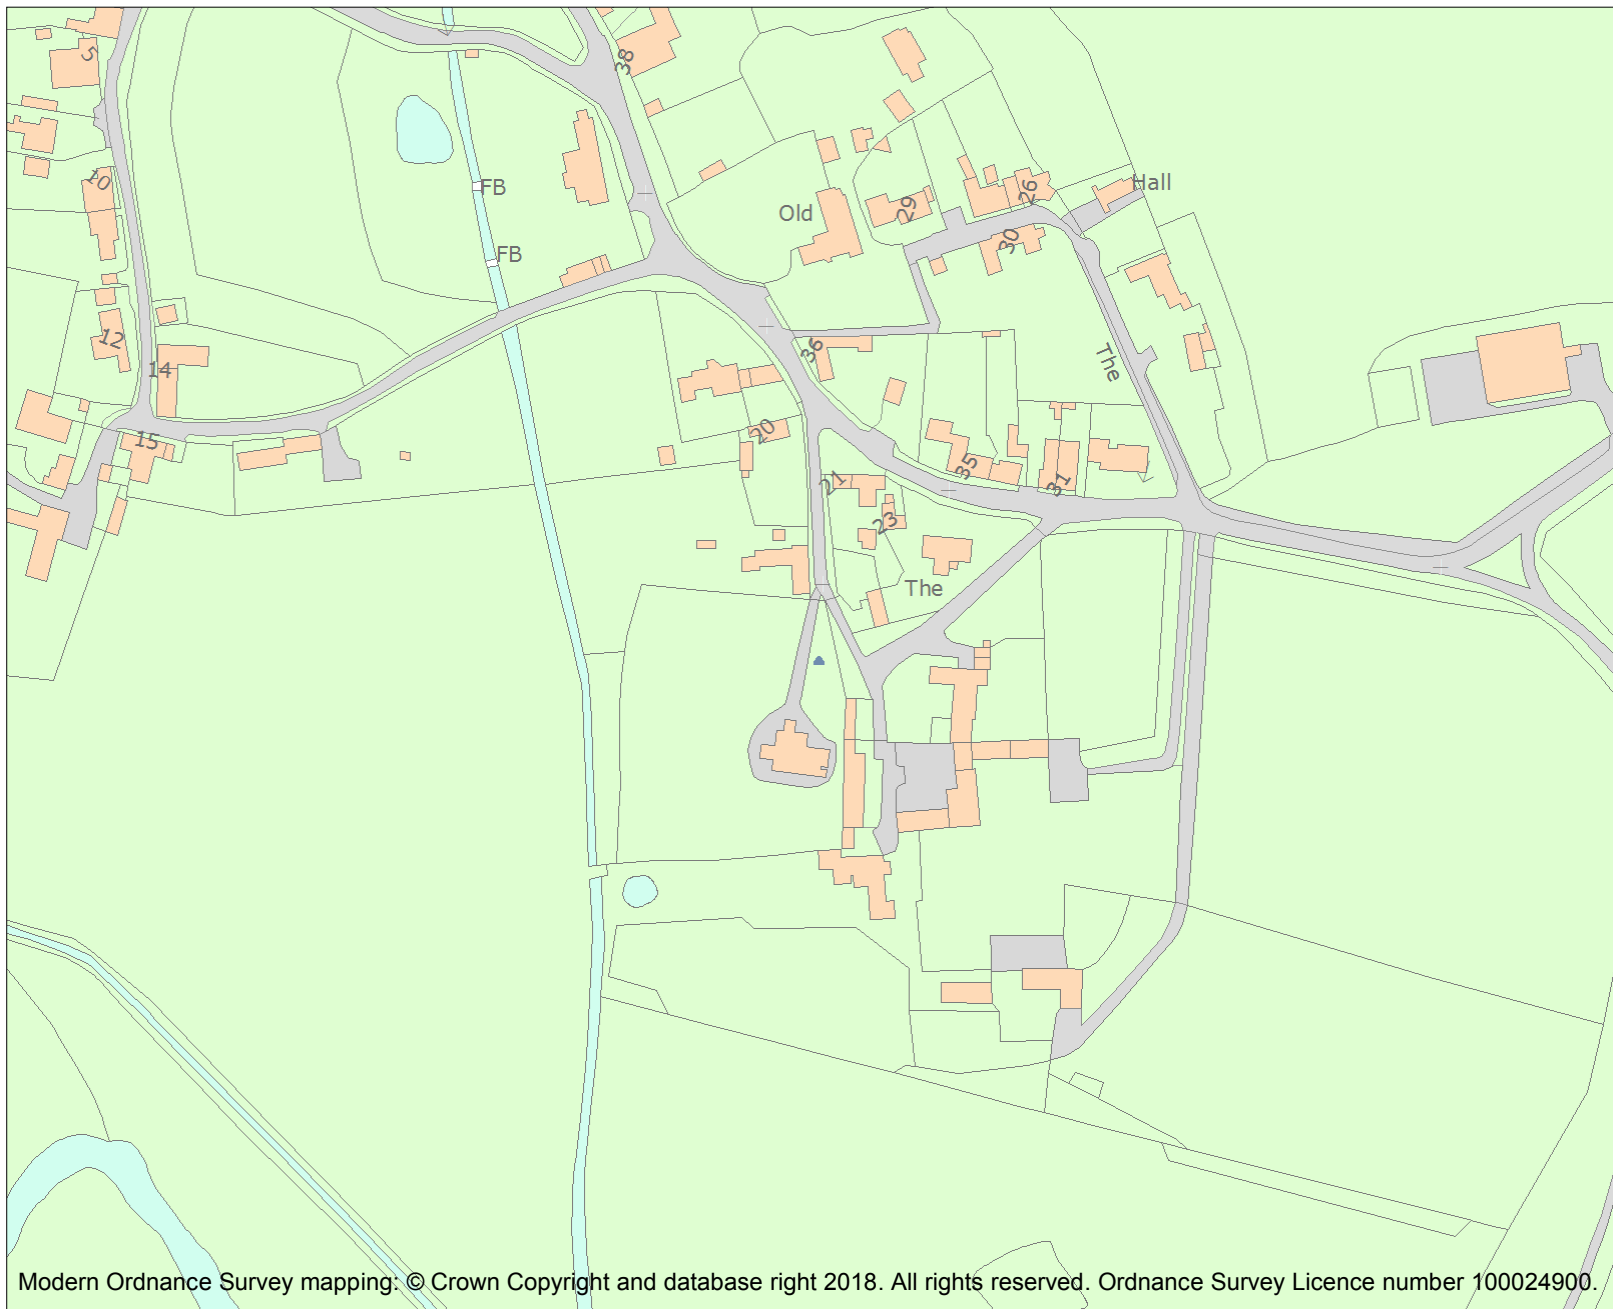 38
5
10
FB
Hall
26
Old
29
30
FB
12
36
14
The
20
15
35
21
31
23
The
Modern Ordnance Survey mapping: © Crown Copyright and database right 2018. All rights reserved. Ordnance Survey Licence number 100024900.